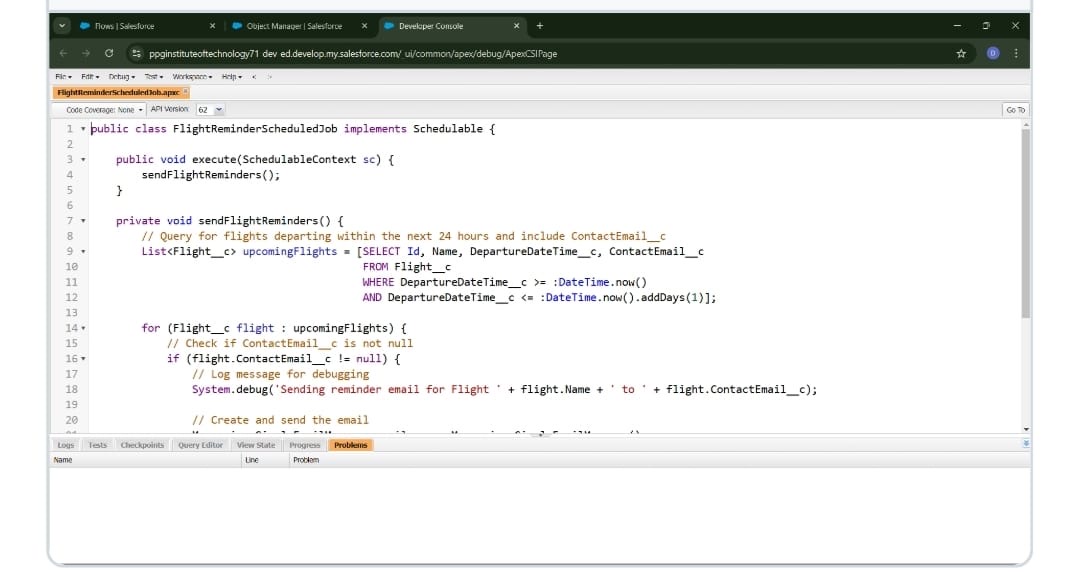 Flows | Salesforce
Object Manager | Salesforce
Developer Console
ppginstituteoftechnology71 dev ed.develop.my.salesforce.com/_ui/common/apex/debug/ApexCSIPage
File Edit Debug Test Workspace Help < >
FlightReminderScheduledJob.apxc
Code Coverage: None API Version: 62 Go To
1 public class FlightReminderScheduledJob implements Schedulable {
2
3 public void execute(SchedulableContext sc) {
4 sendFlightReminders();
5 }
6
7 private void sendFlightReminders() {
8 // Query for flights departing within the next 24 hours and include ContactEmail__c
9 List<Flight__c> upcomingFlights = [SELECT Id, Name, DepartureDateTime__c, ContactEmail__c
10 FROM Flight__c
11 WHERE DepartureDateTime__c >= :DateTime.now()
12 AND DepartureDateTime__c <= :DateTime.now().addDays(1)];
13
14 for (Flight__c flight : upcomingFlights) {
15 // Check if ContactEmail__c is not null
16 if (flight.ContactEmail__c != null) {
17 // Log message for debugging
18 System.debug('Sending reminder email for Flight ' + flight.Name + ' to ' + flight.ContactEmail__c);
19
20 // Create and send the email
Logs Tests Checkpoints Query Editor View State Progress Problems
Name Line Problem